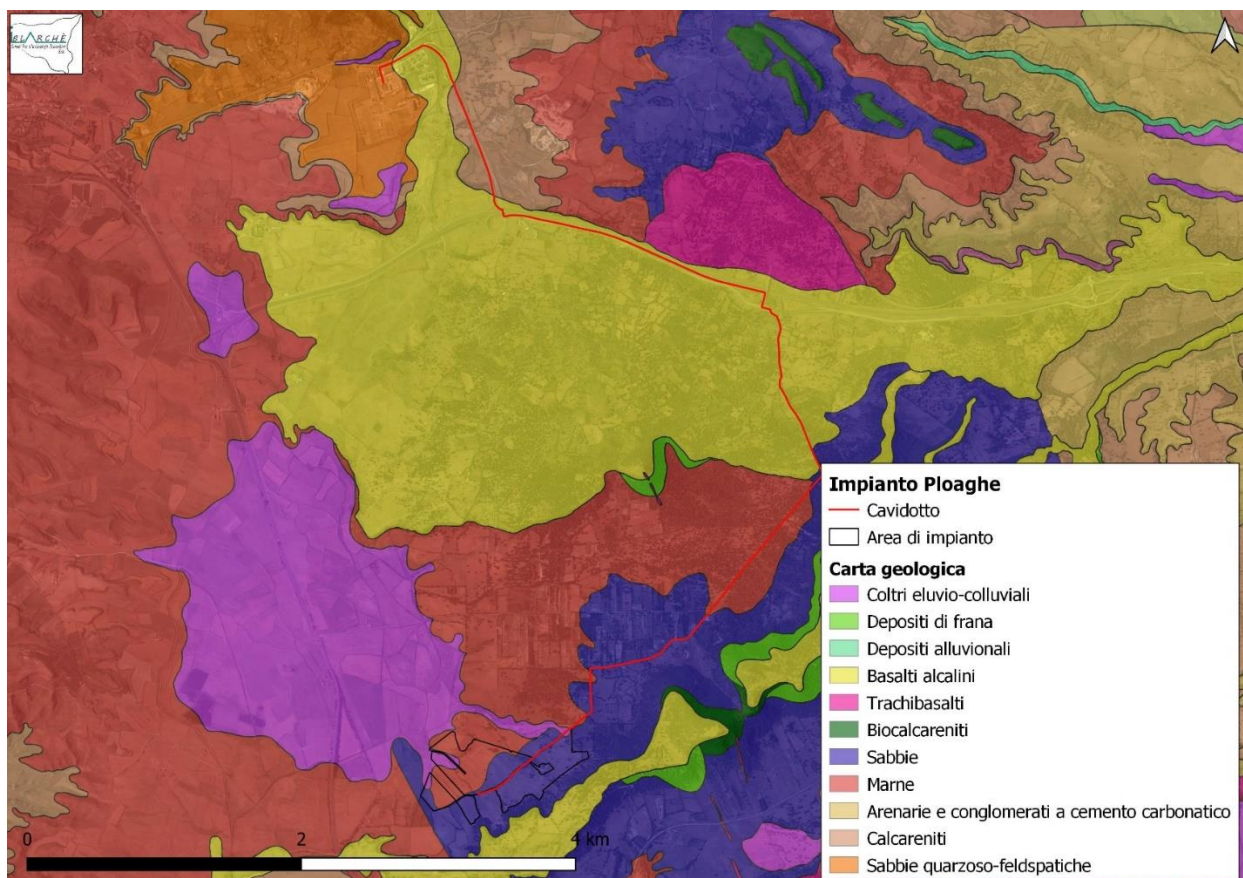 IBLARCHÈ
Impianto Ploaghe
Cavidotto
Area di impianto
Carta geologica
Coltri eluvio-colluviali
Depositi di frana
Depositi alluvionali
Basalti alcalini
Trachibasalti
Biocalcareniti
Sabbie
Marne
Arenarie e conglomerati a cemento carbonatico
Calcareniti
Sabbie quarzoso-feldspatiche
0 2 4 km